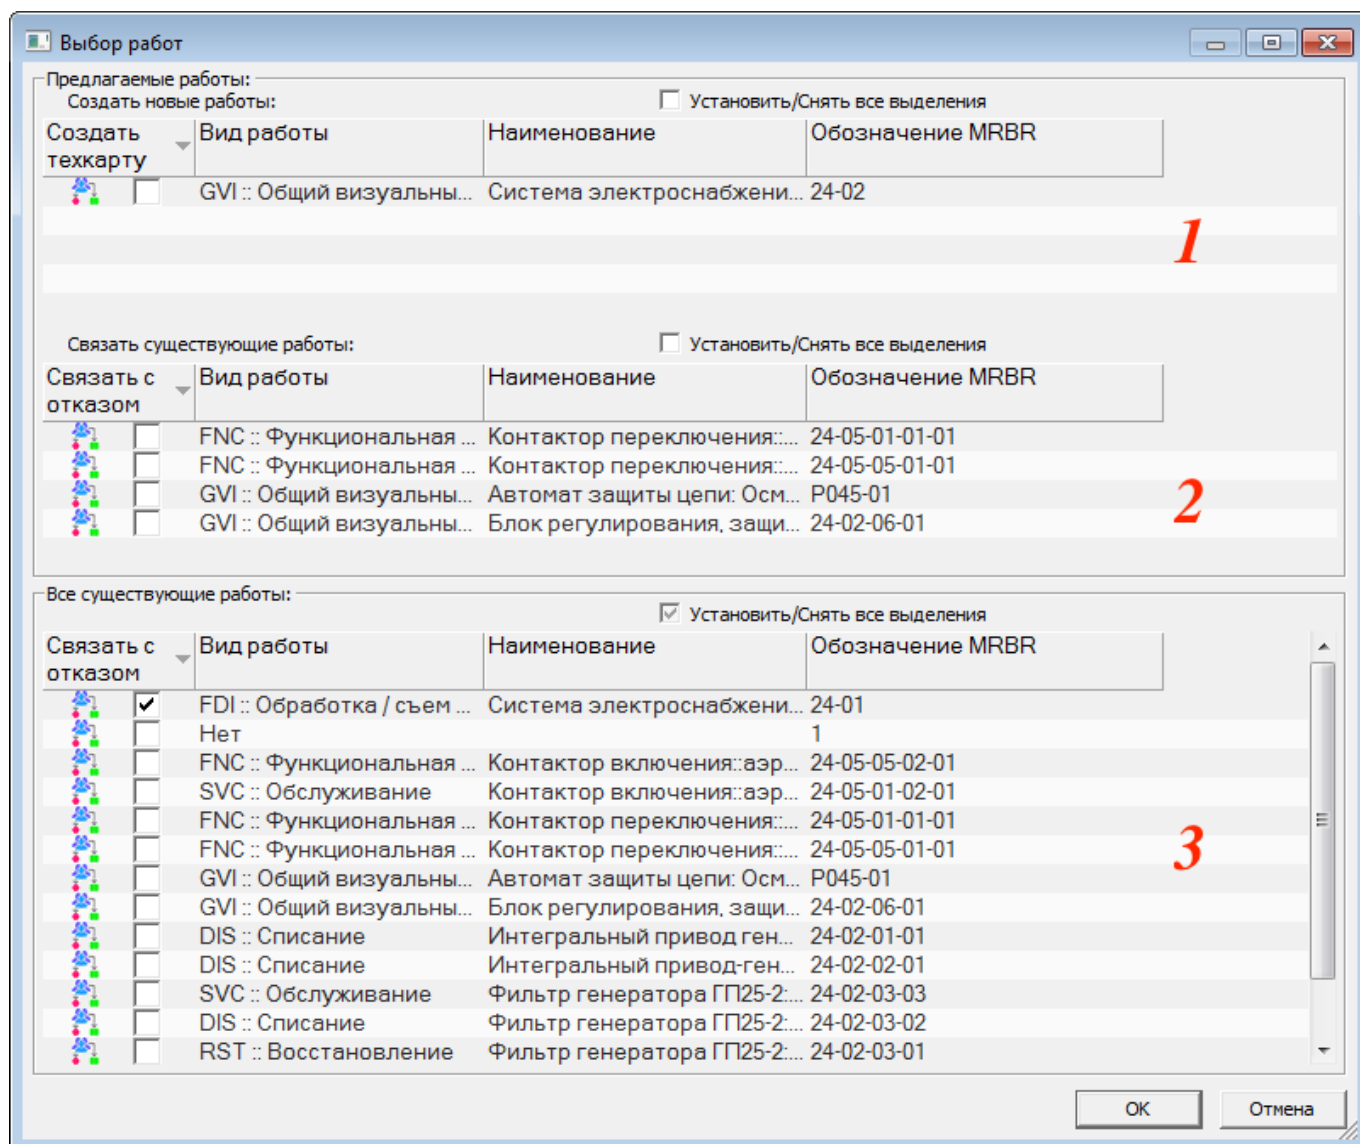 Выбор работ
Предлагаемые работы:
Создать новые работы:
Установить/Снять все выделения
Создать техкарту Вид работы Наименование Обозначение MRBR
GVI :: Общий визуальны... Система электроснабжени... 24-02
1
Связать существующие работы:
Установить/Снять все выделения
Связать с отказом Вид работы Наименование Обозначение MRBR
FNC :: Функциональная ... Контактор переключения::... 24-05-01-01-01
FNC :: Функциональная ... Контактор переключения::... 24-05-05-01-01
GVI :: Общий визуальны... Автомат защиты цепи: Осм... P045-01
GVI :: Общий визуальны... Блок регулирования, защи... 24-02-06-01
2
Все существующие работы:
Установить/Снять все выделения
Связать с отказом Вид работы Наименование Обозначение MRBR
FDI :: Обработка / съем ... Система электроснабжени... 24-01
Нет 1
FNC :: Функциональная ... Контактор включения::аэр... 24-05-05-02-01
SVC :: Обслуживание Контактор включения::аэр... 24-05-01-02-01
FNC :: Функциональная ... Контактор переключения::... 24-05-01-01-01
FNC :: Функциональная ... Контактор переключения::... 24-05-05-01-01
3
GVI :: Общий визуальны... Автомат защиты цепи: Осм... P045-01
GVI :: Общий визуальны... Блок регулирования, защи... 24-02-06-01
DIS :: Списание Интегральный привод ген... 24-02-01-01
DIS :: Списание Интегральный привод-ген... 24-02-02-01
SVC :: Обслуживание Фильтр генератора ГП25-2:... 24-02-03-03
DIS :: Списание Фильтр генератора ГП25-2:... 24-02-03-02
RST :: Восстановление Фильтр генератора ГП25-2:... 24-02-03-01
OK Отмена